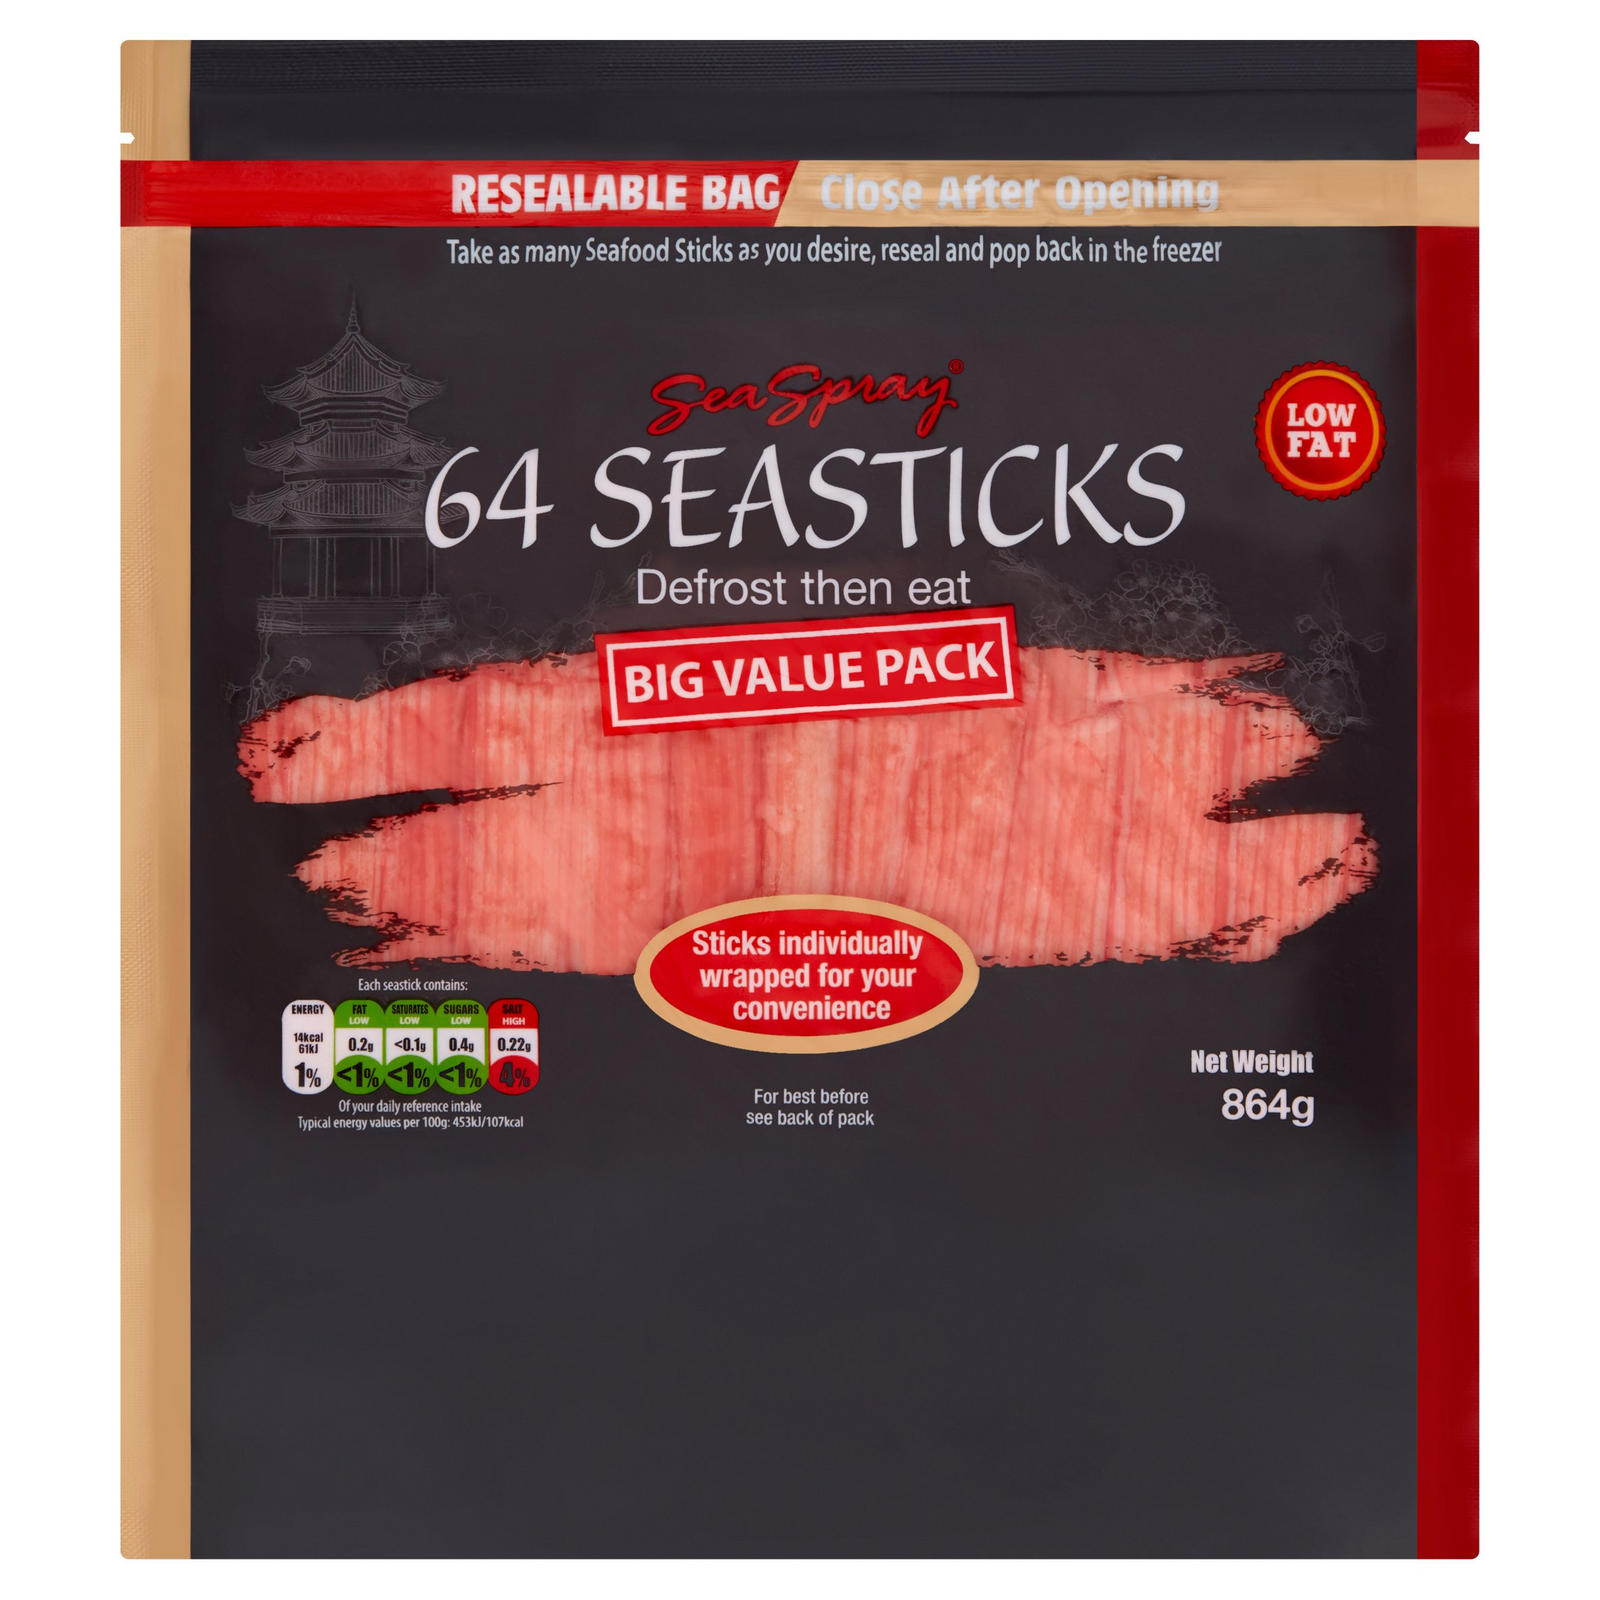 RESEALABLE BAG Close After Opening
Take as many Seafood Sticks as you desire, reseal and pop back in the freezer
SeaSpray®
64 SEASTICKS
Defrost then eat
LOW
FAT
BIG VALUE PACK
Sticks individually
wrapped for your
convenience
Each seastick contains:
ENERGY FAT SATURATES SUGARS SALT
LOW LOW LOW HIGH
14kcal
61kJ 0.2g <0.1g 0.4g 0.22g
1% <1% <1% <1% 4%
Of your daily reference intake
Typical energy values per 100g: 453kJ/107kcal
For best before
see back of pack
Net Weight
864g